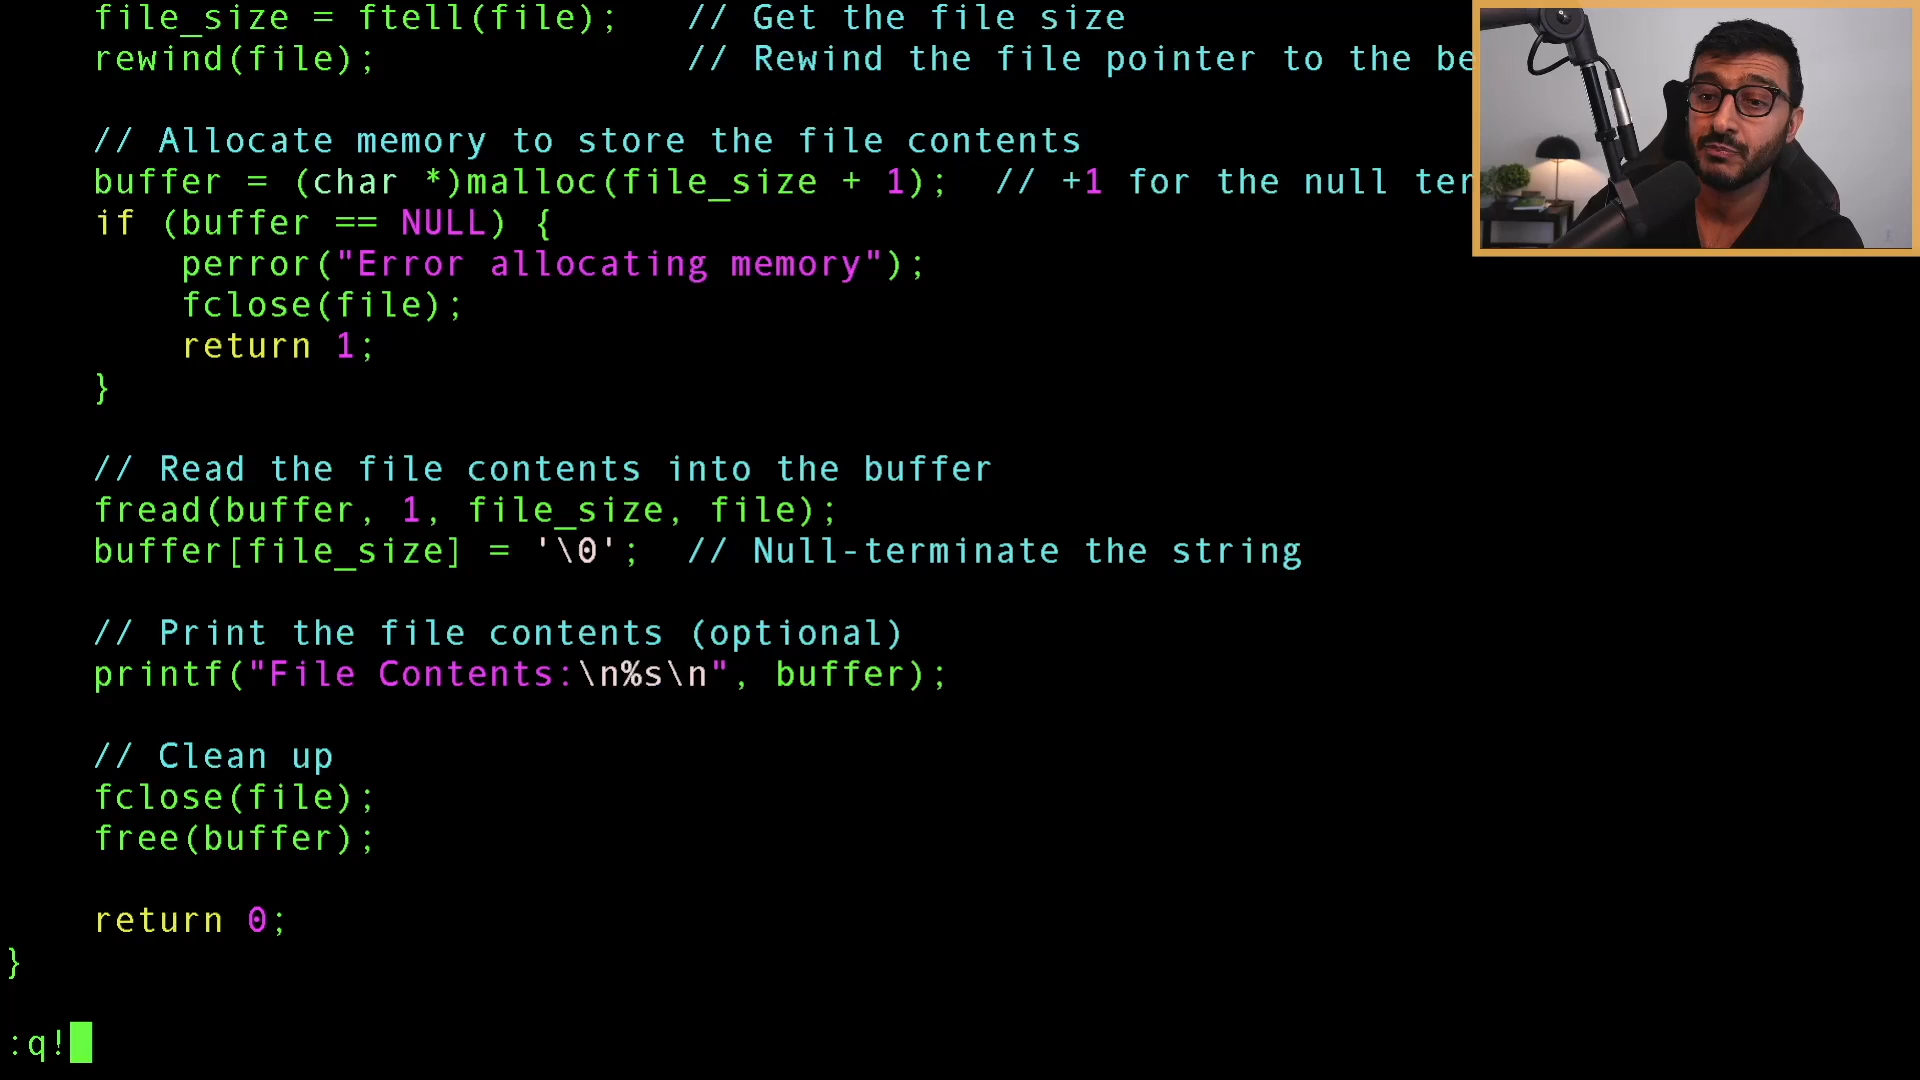 file_size = ftell(file);   // Get the file size
rewind(file);              // Rewind the file pointer to the be
// Allocate memory to store the file contents
buffer = (char *)malloc(file_size + 1);  // +1 for the null ter
if (buffer == NULL) {
perror("Error allocating memory");
fclose(file);
return 1;
}
// Read the file contents into the buffer
fread(buffer, 1, file_size, file);
buffer[file_size] = '\0';  // Null-terminate the string
// Print the file contents (optional)
printf("File Contents:\n%s\n", buffer);
// Clean up
fclose(file);
free(buffer);
return 0;
}
:q!